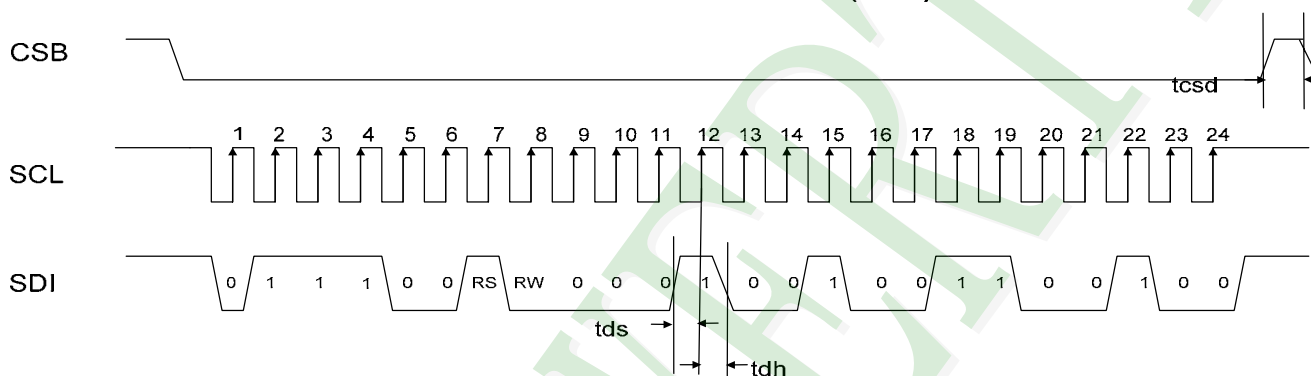 CSB
tcsd
1 2 3 4 5 6 7 8 9 10 11 12 13 14 15 16 17 18 19 20 21 22 23 24
SCL
SDI
0 1 1 1 0 0 RS RW 0 0 0 1 0 0 1 0 0 1 1 0 0 1 0 0
tds
tdh